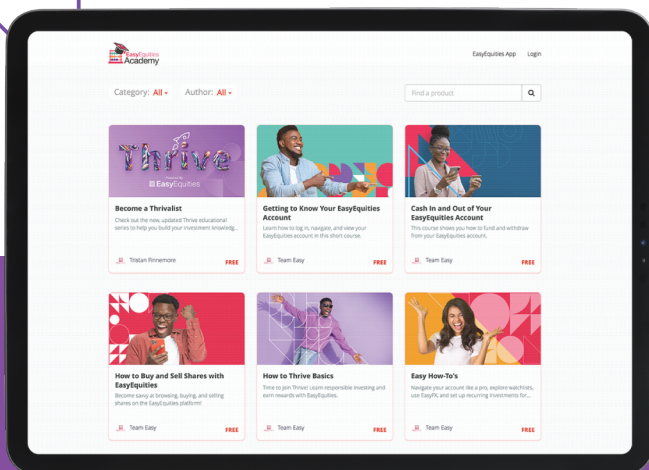 EasyEquities
Academy
EasyEquities App Login
Category: All Author: All
Find a product
Thrive
Powered By
EasyEquities
Become a Thrivalist
Check out the new, updated Thrive educational
series to help you build your investment knowledg...
Tristan Finnemore
FREE
Getting to Know Your EasyEquities
Account
Learn how to log in, navigate, and view your
EasyEquities account in this short course.
Team Easy
FREE
Cash In and Out of Your
EasyEquities Account
This course shows you how to fund and withdraw
from your EasyEquities account.
Team Easy
FREE
How to Buy and Sell Shares with
EasyEquities
Become savvy at browsing, buying, and selling
shares on the EasyEquities platform!
Team Easy
FREE
How to Thrive Basics
Time to join Thrive! Learn responsible investing and
earn rewards with EasyEquities.
Team Easy
FREE
Easy How-To's
Navigate your account like a pro, explore watchlists,
use EasyFX, and set up recurring investments for...
Team Easy
FREE